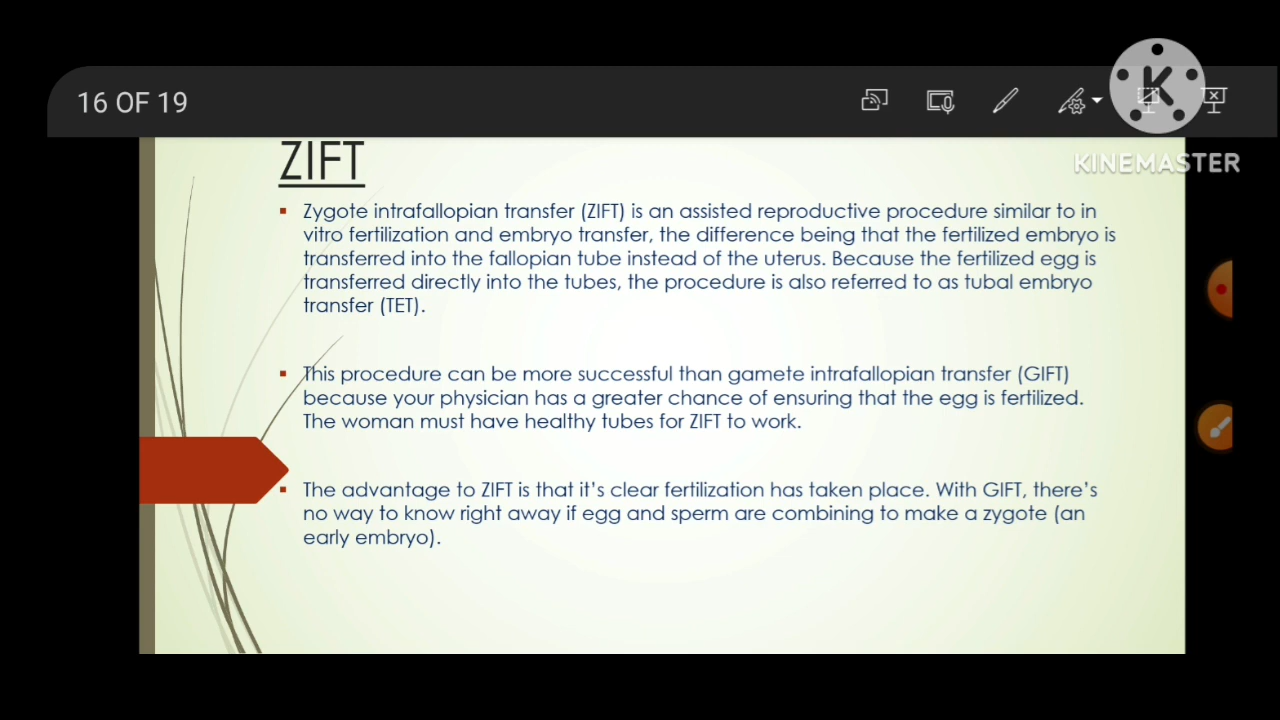 16 OF 19
KINEMASTER
ZIFT
▪ Zygote intrafallopian transfer (ZIFT) is an assisted reproductive procedure similar to in
vitro fertilization and embryo transfer, the difference being that the fertilized embryo is
transferred into the fallopian tube instead of the uterus. Because the fertilized egg is
transferred directly into the tubes, the procedure is also referred to as tubal embryo
transfer (TET).
▪ This procedure can be more successful than gamete intrafallopian transfer (GIFT)
because your physician has a greater chance of ensuring that the egg is fertilized.
The woman must have healthy tubes for ZIFT to work.
▪ The advantage to ZIFT is that it’s clear fertilization has taken place. With GIFT, there’s
no way to know right away if egg and sperm are combining to make a zygote (an
early embryo).